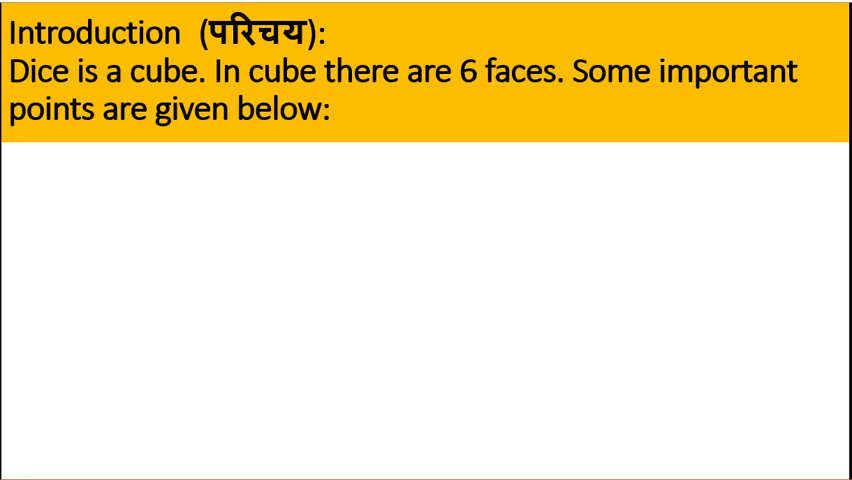 Introduction (परिचय):
Dice is a cube. In cube there are 6 faces. Some important
points are given below: